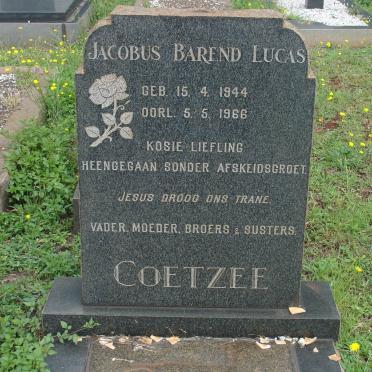 JACOBUS BAREND LUCAS
GEB. 15. 4. 1944
OORL. 5. 5. 1966
KOSIE LIEFLING
HEENGEGAAN SONDER AFSKEIDSGROET.
JESUS DROOG ONS TRANE.
VADER, MOEDER, BROERS & SUSTERS.
COETZEE